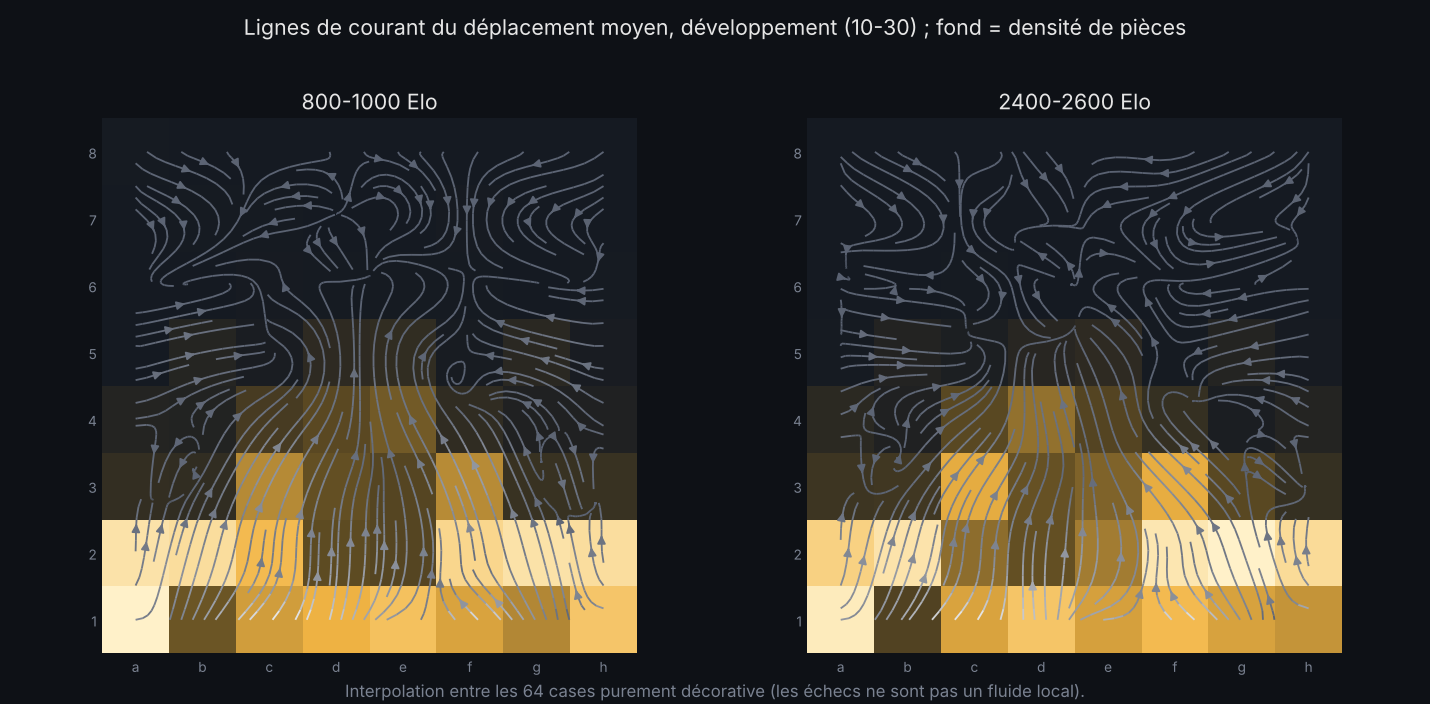 Lignes de courant du déplacement moyen, développement (10-30) ; fond = densité de pièces
800-1000 Elo
8
7
6
5
4
3
2
1
a b c d e f g h
2400-2600 Elo
8
7
6
5
4
3
2
1
a b c d e f g h
Interpolation entre les 64 cases purement décorative (les échecs ne sont pas un fluide local).